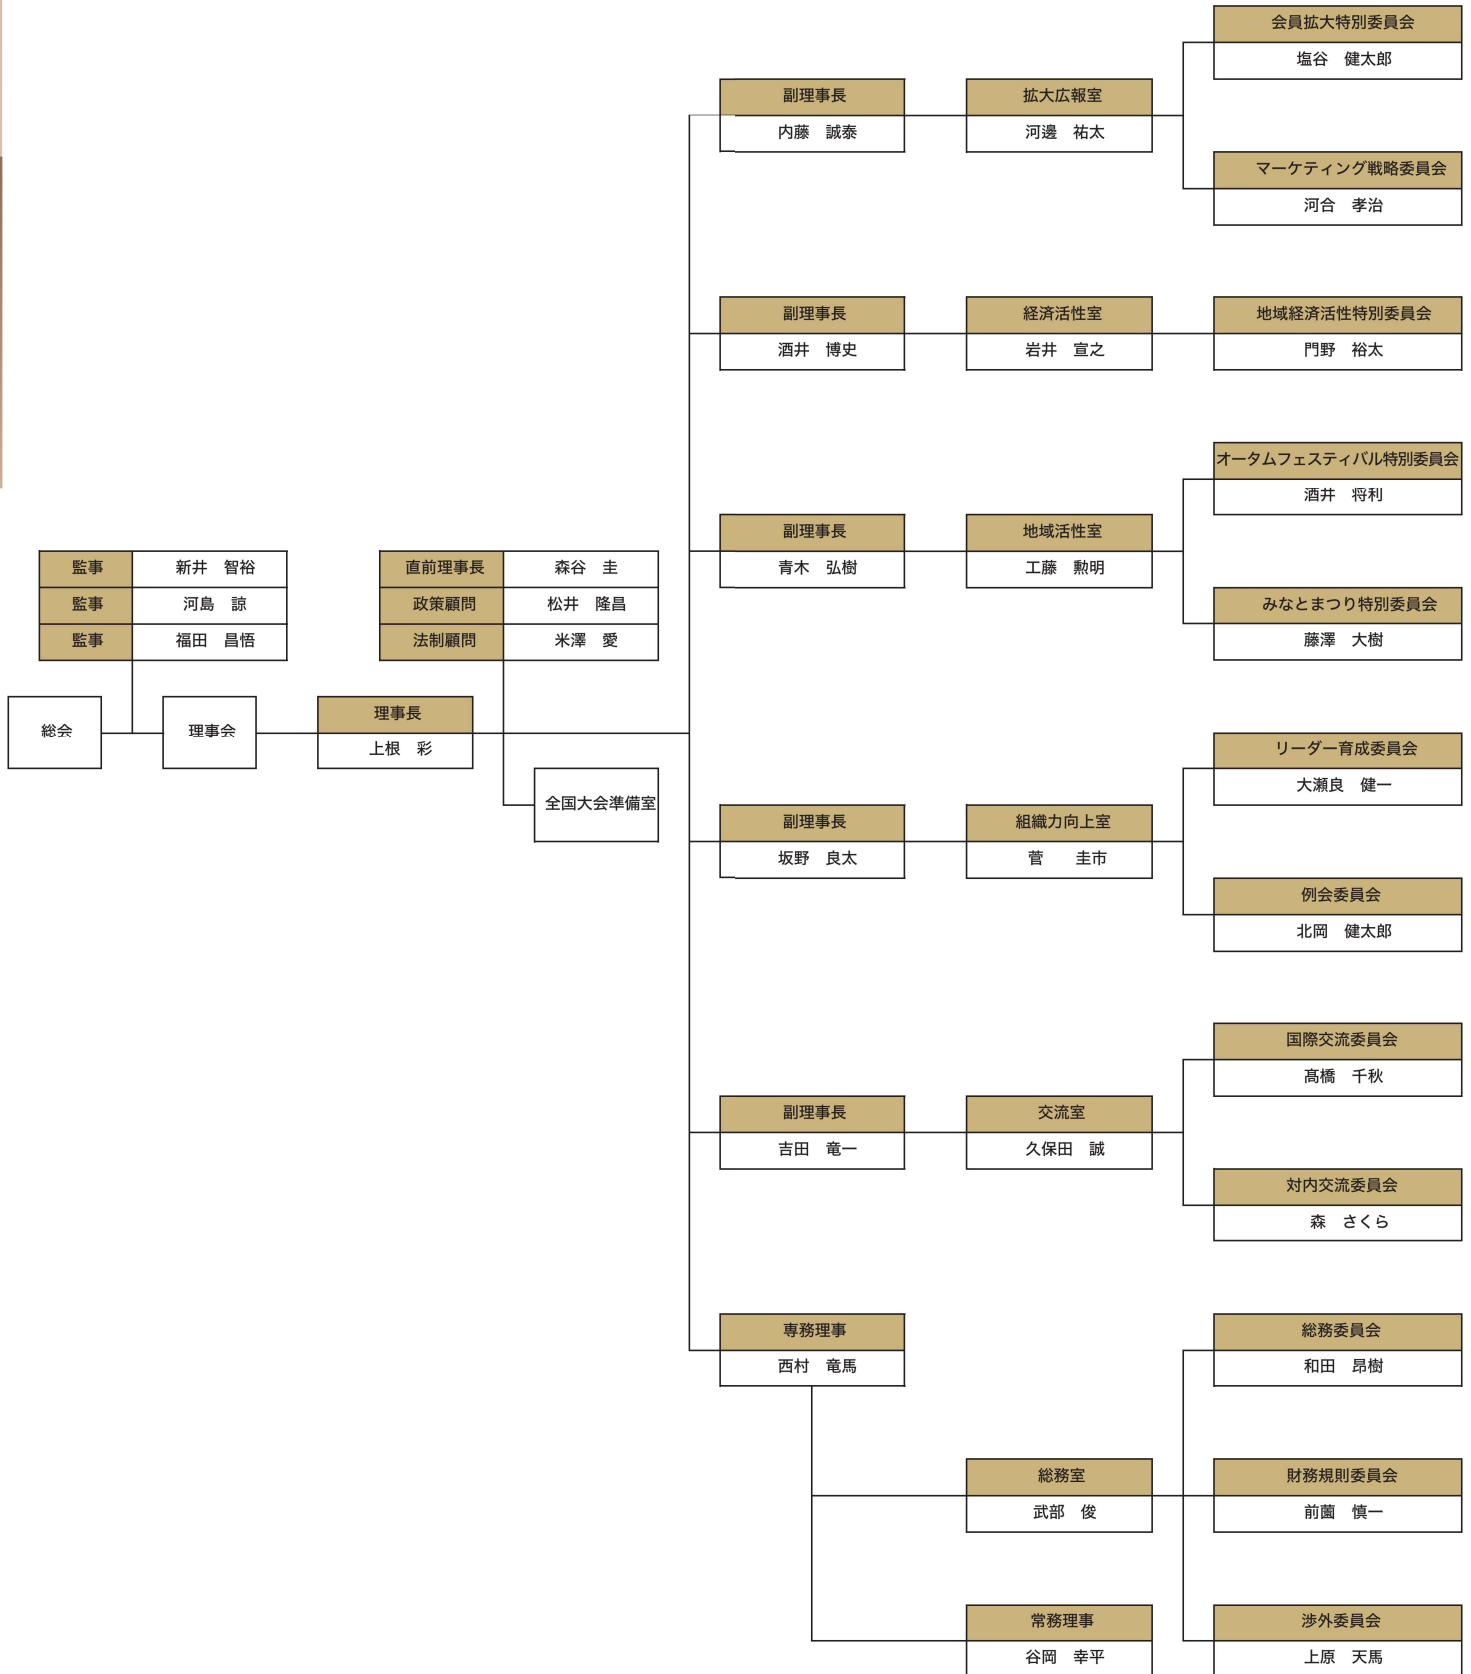 会員拡大特別委員会
塩谷　健太郎
副理事長
内藤　誠泰
拡大広報室
河邊　祐太
マーケティング戦略委員会
河合　孝治
副理事長
酒井　博史
経済活性室
岩井　宣之
地域経済活性特別委員会
門野　裕太
オータムフェスティバル特別委員会
酒井　将利
副理事長
青木　弘樹
地域活性室
工藤　勲明
みなとまつり特別委員会
藤澤　大樹
監事　新井　智裕
監事　河島　諒
監事　福田　昌悟
直前理事長　森谷　圭
政策顧問　松井　隆昌
法制顧問　米澤　愛
総会
理事会
理事長
上根　彩
全国大会準備室
リーダー育成委員会
大瀬良　健一
副理事長
坂野　良太
組織力向上室
菅　　圭市
例会委員会
北岡　健太郎
国際交流委員会
髙橋　千秋
副理事長
吉田　竜一
交流室
久保田　誠
対内交流委員会
森　さくら
専務理事
西村　竜馬
総務委員会
和田　昂樹
総務室
武部　俊
財務規則委員会
前薗　慎一
常務理事
谷岡　幸平
渉外委員会
上原　天馬